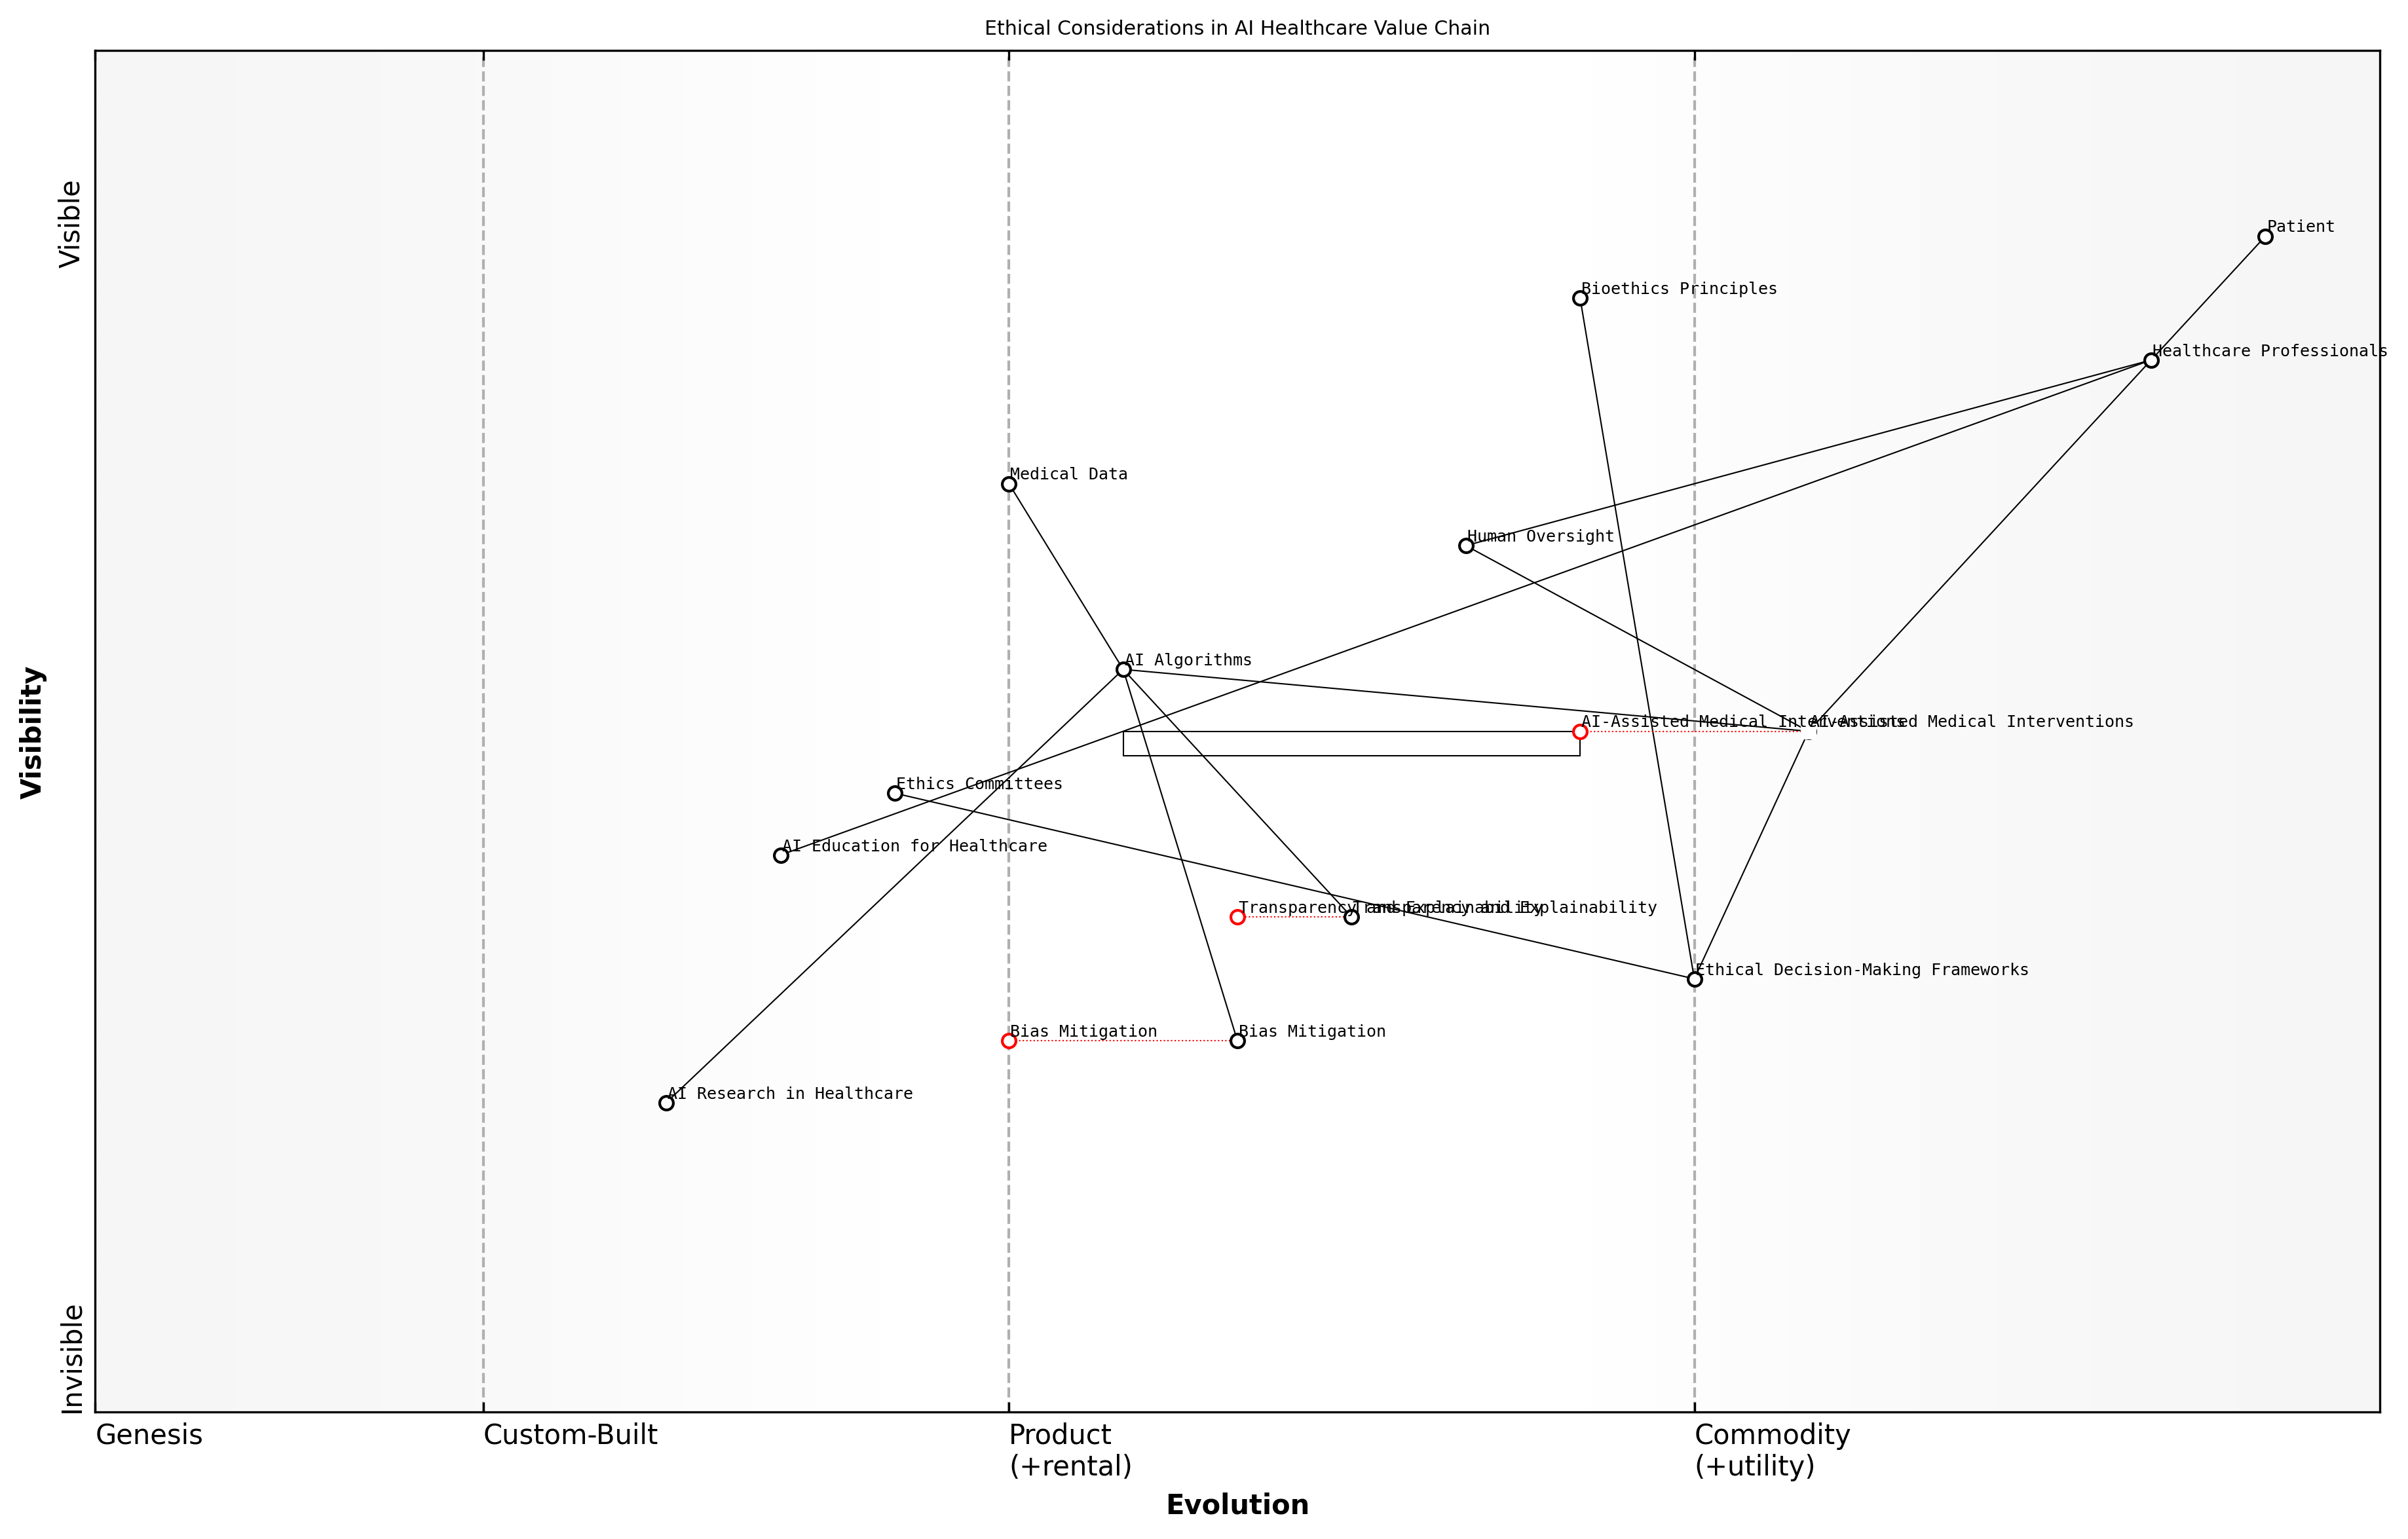 Ethical Considerations in AI Healthcare Value Chain
Visible
Visibility
Invisible
Patient
Bioethics Principles
Healthcare Professionals
Medical Data
Human Oversight
AI Algorithms
AI-Assisted Medical Interventions
AI-Assisted Medical Interventions
Ethics Committees
AI Education for Healthcare
Transparency and Explainability
Transparency and Explainability
Ethical Decision-Making Frameworks
Bias Mitigation
Bias Mitigation
AI Research in Healthcare
Genesis
Custom-Built
Product
(+rental)
Commodity
(+utility)
Evolution